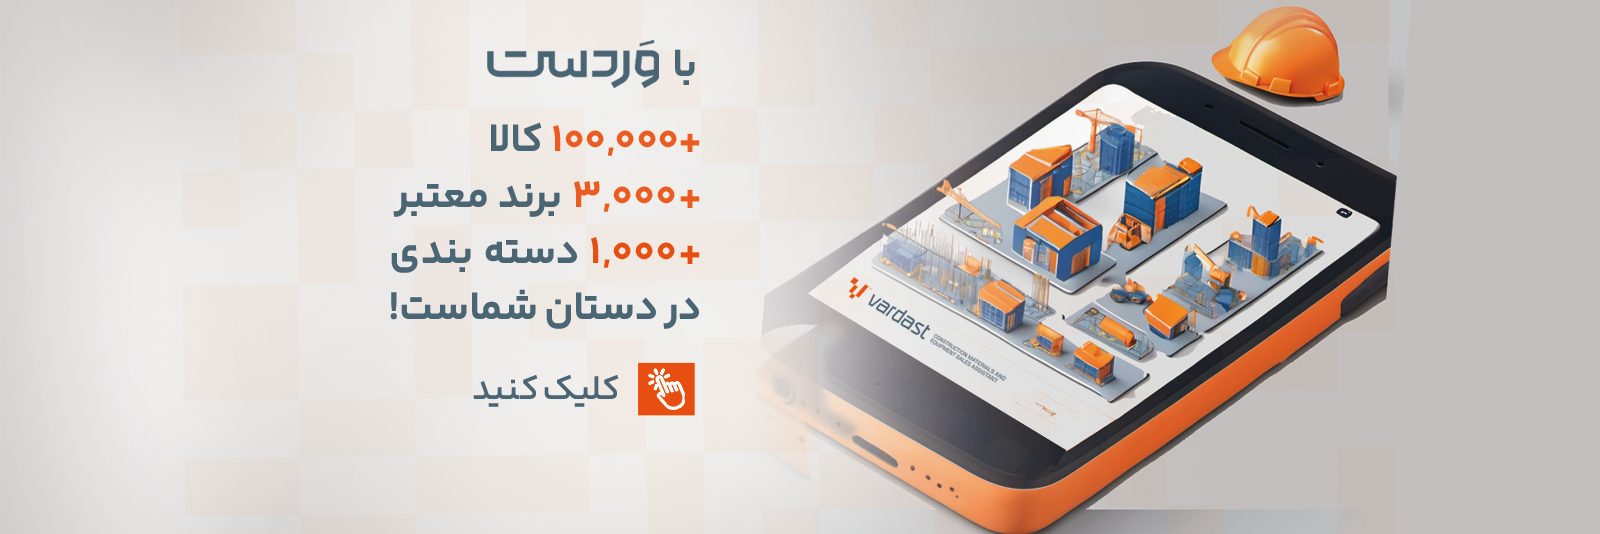 با وَردست
+۱۰۰,۰۰۰ کالا
+۳,۰۰۰ برند معتبر
+۱,۰۰۰ دسته بندی
در دستان شماست!
کلیک کنید
vardast
CONSTRUCTION MATERIALS AND
EQUIPMENT SALES ASSISTANT